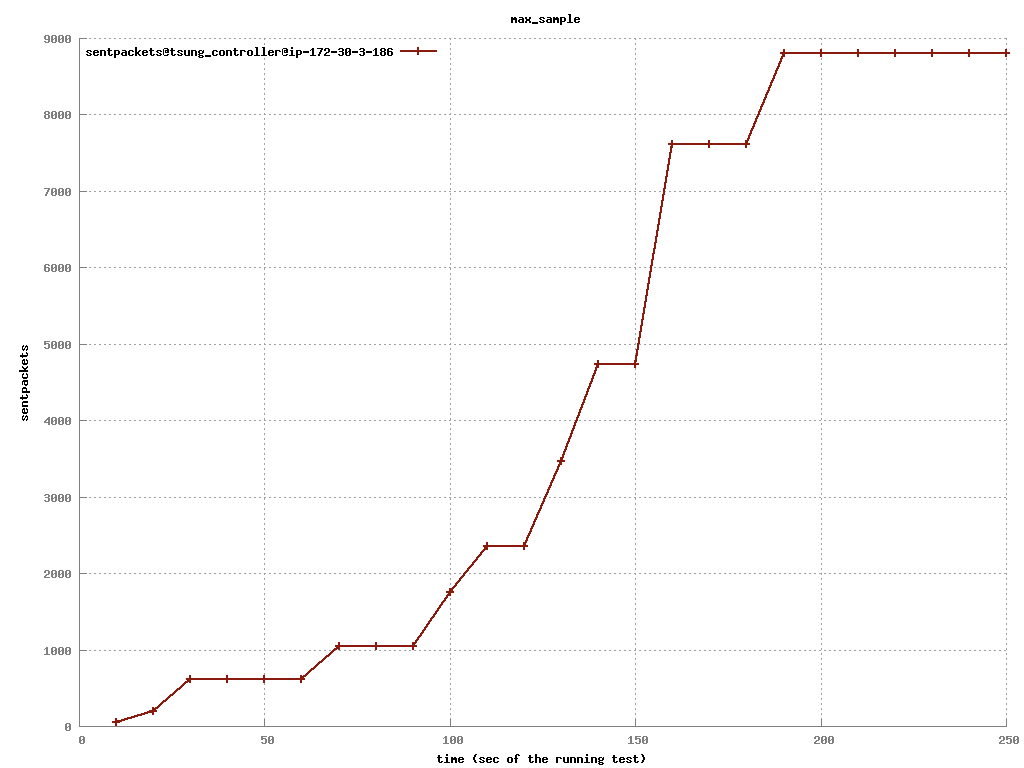 max_sample
9000
sentpackets@tsung_controller@ip-172-30-3-186
8000
7000
6000
5000
sentpackets
4000
3000
2000
1000
0
0 50 100 150 200 250
time (sec of the running test)